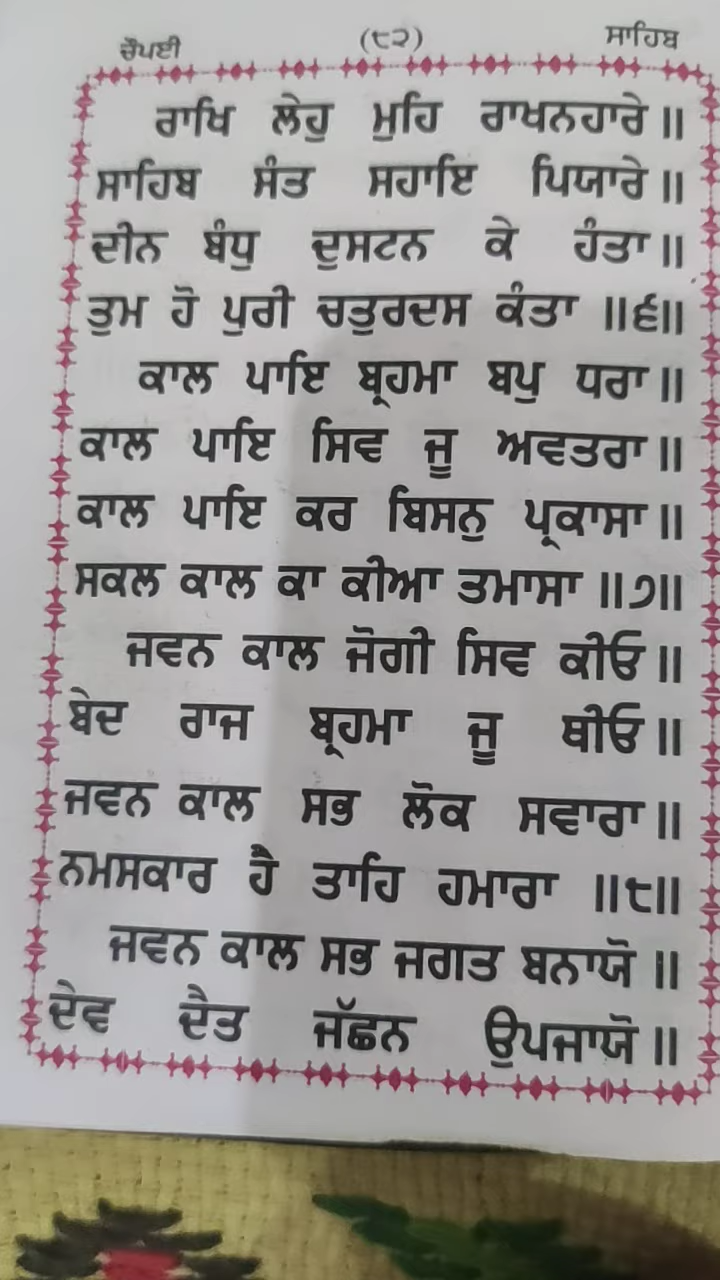 ਚੌਪਈ (੮੨) ਸਾਹਿਬ
ਰਾਖਿ ਲੇਹੁ ਮੁਹਿ ਰਾਖਨਹਾਰੇ ॥
ਸਾਹਿਬ ਸੰਤ ਸਹਾਇ ਪਿਯਾਰੇ ॥
ਦੀਨ ਬੰਧੁ ਦੁਸਟਨ ਕੇ ਹੰਤਾ ॥
ਤੁਮ ਹੋ ਪੁਰੀ ਚਤੁਰਦਸ ਕੰਤਾ ॥੬॥
ਕਾਲ ਪਾਇ ਬ੍ਰਹਮਾ ਬਪੁ ਧਰਾ ॥
ਕਾਲ ਪਾਇ ਸਿਵ ਜੂ ਅਵਤਰਾ ॥
ਕਾਲ ਪਾਇ ਕਰ ਬਿਸਨੁ ਪ੍ਰਕਾਸਾ ॥
ਸਕਲ ਕਾਲ ਕਾ ਕੀਆ ਤਮਾਸਾ ॥੭॥
ਜਵਨ ਕਾਲ ਜੋਗੀ ਸਿਵ ਕੀਓ ॥
ਬੇਦ ਰਾਜ ਬ੍ਰਹਮਾ ਜੂ ਥੀਓ ॥
ਜਵਨ ਕਾਲ ਸਭ ਲੋਕ ਸਵਾਰਾ ॥
ਨਮਸਕਾਰ ਹੈ ਤਾਹਿ ਹਮਾਰਾ ॥੮॥
ਜਵਨ ਕਾਲ ਸਭ ਜਗਤ ਬਨਾਯੋ ॥
ਦੇਵ ਦੈਤ ਜੱਛਨ ਉਪਜਾਯੋ ॥